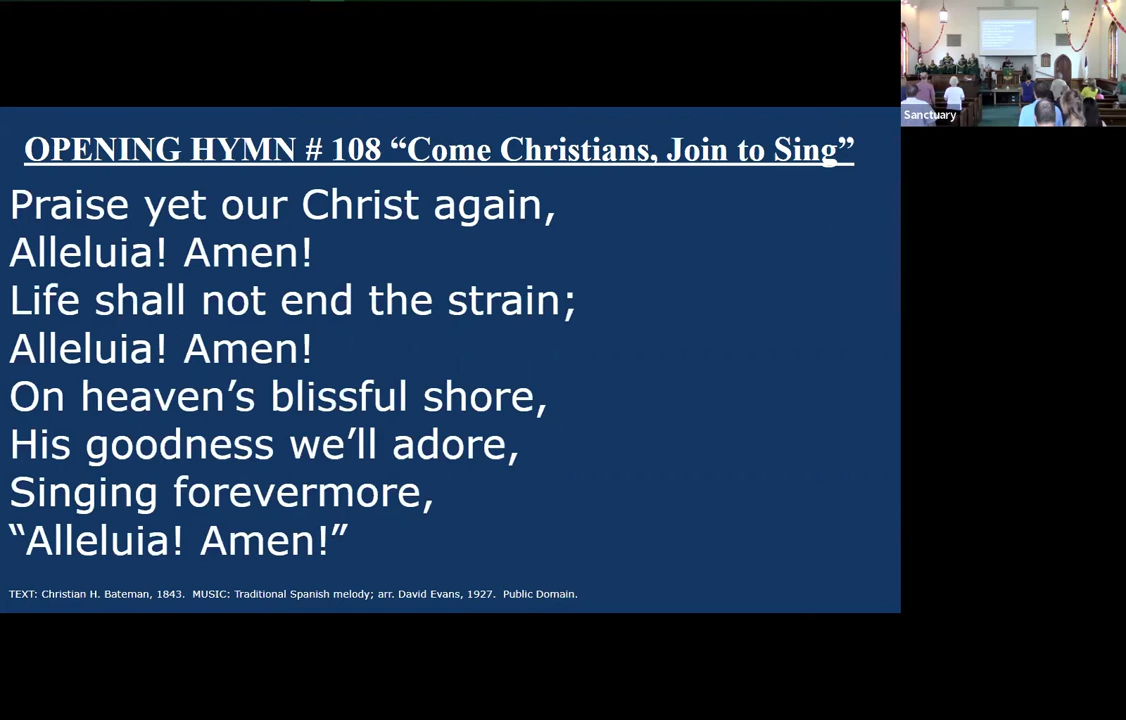 OPENING HYMN # 108 “Come Christians, Join to Sing”
Praise yet our Christ again,
Alleluia! Amen!
Life shall not end the strain;
Alleluia! Amen!
On heaven’s blissful shore,
His goodness we’ll adore,
Singing forevermore,
“Alleluia! Amen!”
TEXT: Christian H. Bateman, 1843.  MUSIC: Traditional Spanish melody; arr. David Evans, 1927.  Public Domain.
Sanctuary